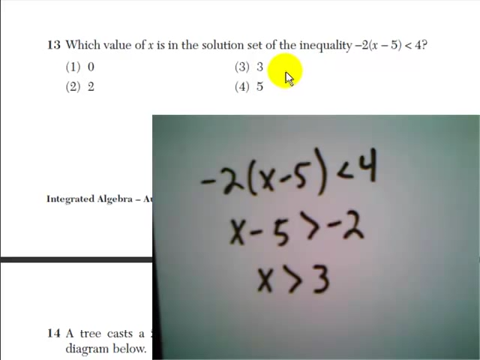 13 Which value of x is in the solution set of the inequality –2(x – 5) < 4?
(1) 0
(2) 2
(3) 3
(4) 5
-2(x-5)<4
x-5>-2
x>3
Integrated Algebra – Au
14 A tree casts a
diagram below.